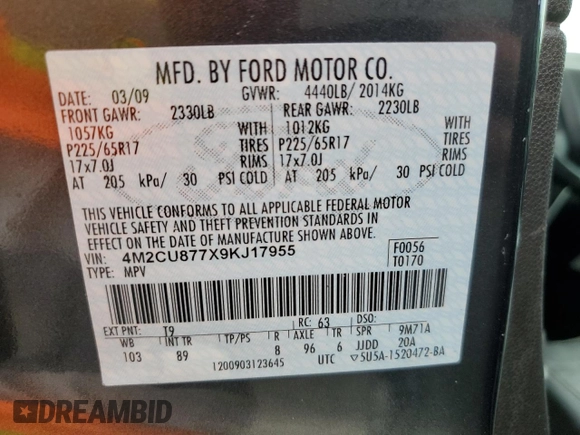 MFD. BY FORD MOTOR CO.
DATE: 03/09 GVWR: 4440LB/ 2014KG
FRONT GAWR: 2330LB REAR GAWR: 2230LB
1057KG WITH 1012KG WITH
P225/65R17 TIRES P225/65R17 TIRES
17x7.0J RIMS 17x7.0J RIMS
AT 205 kPa/ 30 PSI COLD AT 205 kPa/ 30 PSI COLD
THIS VEHICLE CONFORMS TO ALL APPLICABLE FEDERAL MOTOR
VEHICLE SAFETY AND THEFT PREVENTION STANDARDS IN
EFFECT ON THE DATE OF MANUFACTURE SHOWN ABOVE.
VIN: 4M2CU877X9KJ17955 F0056
TYPE: MPV T0170
EXT PNT: T9 RC: 63 DSO:
WB INT TR TP/PS R AXLE TR SPR 9M71A
103 89 8 96 6 JJDD 20A
1200903123645 UTC ▽5U5A-1520472-BA
DREAMBID